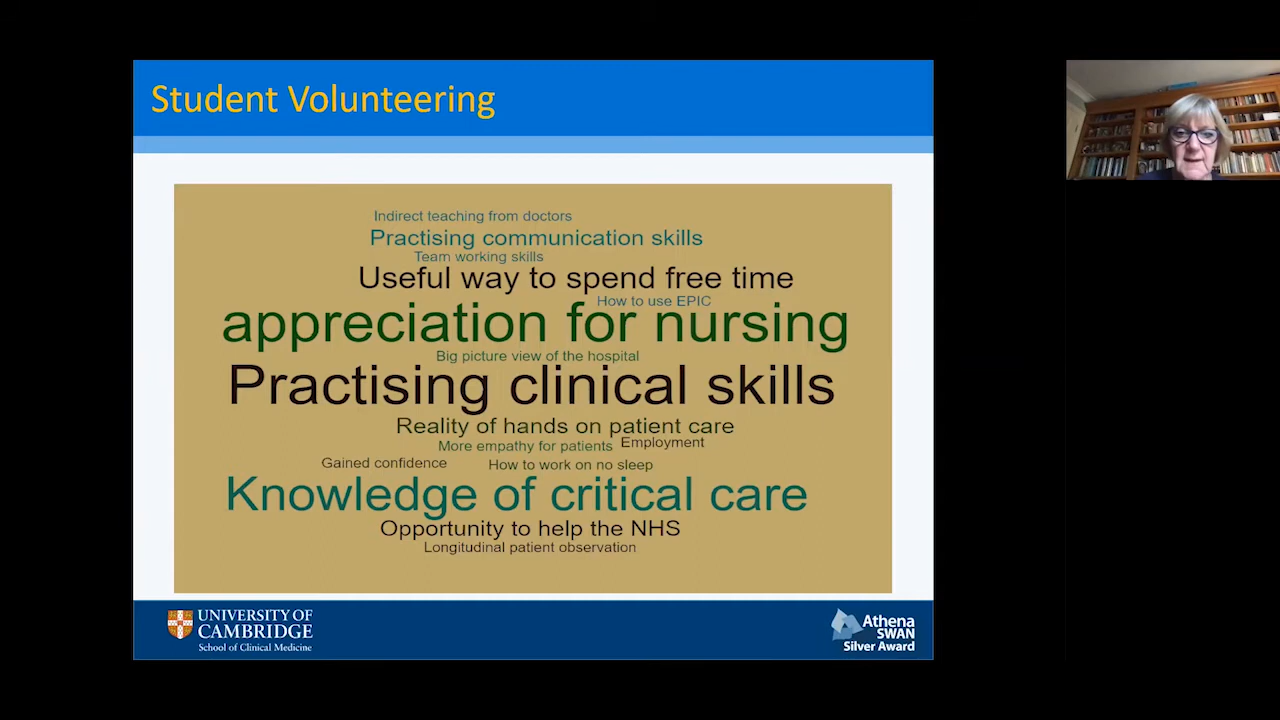 Student Volunteering
Indirect teaching from doctors
Practising communication skills
Team working skills
Useful way to spend free time
How to use EPIC
appreciation for nursing
Big picture view of the hospital
Practising clinical skills
Reality of hands on patient care
More empathy for patients
Employment
Gained confidence
How to work on no sleep
Knowledge of critical care
Opportunity to help the NHS
Longitudinal patient observation
UNIVERSITY OF
CAMBRIDGE
School of Clinical Medicine
Athena
SWAN
Silver Award